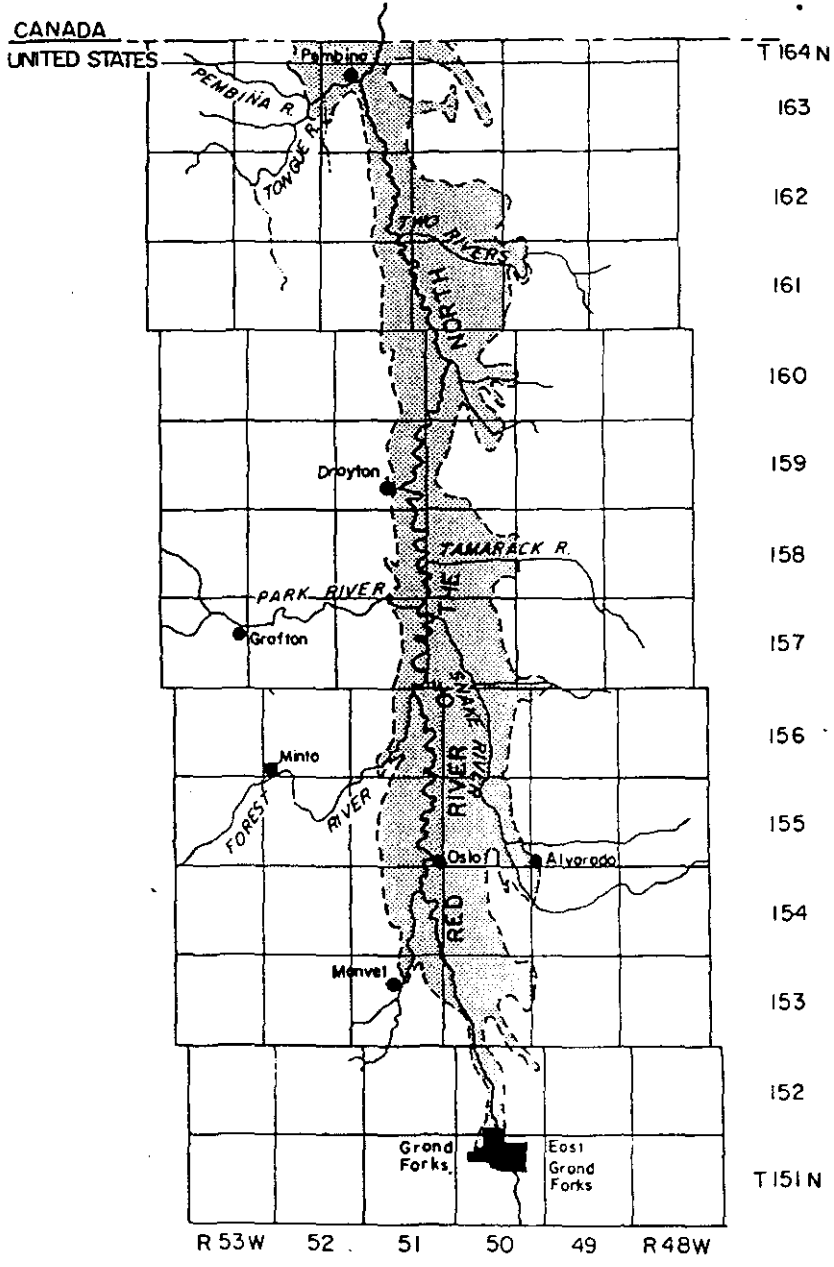 CANADA
UNITED STATES
T 164 N
Pembina
PEMBINA R.
163
TONGUE R.
162
TWO RIVERS
161
NORTH
160
159
Drayton
158
TAMARACK R.
THE
PARK RIVER
157
Grafton
OF
SNAKE RIVER
156
Minto
FOREST RIVER
RIVER
155
Oslo
Alvarado
154
RED
Manvel
153
152
Grand
Forks.
East
Grand
Forks
T 151 N
R 53W 52 51 50 49 R 48W